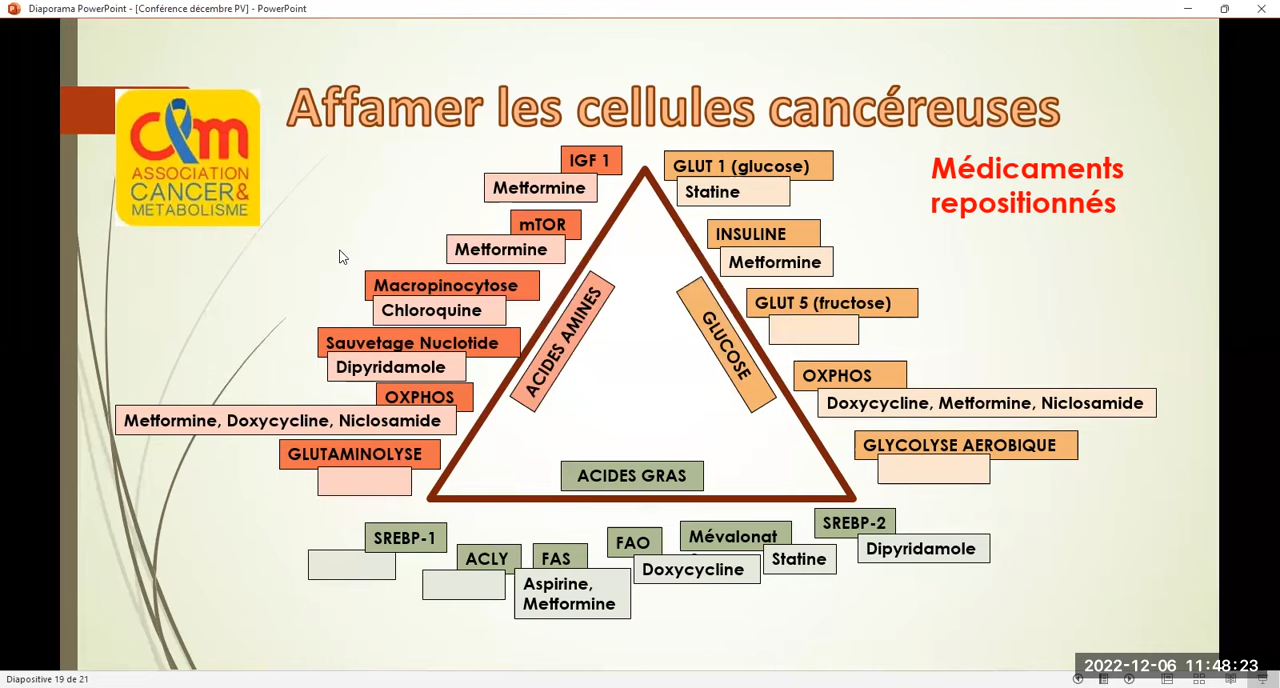 Diaporama PowerPoint - [Conférence décembre PV] - PowerPoint
Affamer les cellules cancéreuses
c&m
ASSOCIATION
CANCER&
METABOLISME
Médicaments
repositionnés
IGF 1
Metformine
mTOR
Metformine
Macropinocytose
Chloroquine
Sauvetage Nuclotide
Dipyridamole
OXPHOS
Metformine, Doxycycline, Niclosamide
GLUTAMINOLYSE
ACIDES AMINES
GLUT 1 (glucose)
Statine
INSULINE
Metformine
GLUT 5 (fructose)
OXPHOS
Doxycycline, Metformine, Niclosamide
GLYCOLYSE AEROBIQUE
GLUCOSE
ACIDES GRAS
SREBP-1
ACLY
FAS
Aspirine,
Metformine
FAO
Doxycycline
Mévalonat
Statine
SREBP-2
Dipyridamole
2022-12-06 11:48:23
Diapositive 19 de 21